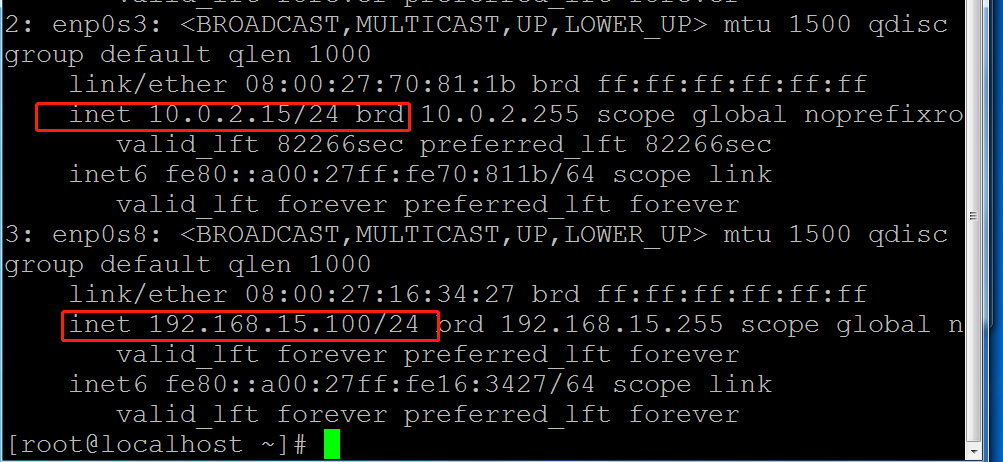 2: enp0s3: <BROADCAST,MULTICAST,UP,LOWER_UP> mtu 1500 qdisc
group default qlen 1000
link/ether 08:00:27:70:81:1b brd ff:ff:ff:ff:ff:ff
inet 10.0.2.15/24 brd 10.0.2.255 scope global noprefixro
valid_lft 82266sec preferred_lft 82266sec
inet6 fe80::a00:27ff:fe70:811b/64 scope link
valid_lft forever preferred_lft forever
3: enp0s8: <BROADCAST,MULTICAST,UP,LOWER_UP> mtu 1500 qdisc
group default qlen 1000
link/ether 08:00:27:16:34:27 brd ff:ff:ff:ff:ff:ff
inet 192.168.15.100/24 brd 192.168.15.255 scope global n
valid_lft forever preferred_lft forever
inet6 fe80::a00:27ff:fe16:3427/64 scope link
valid_lft forever preferred_lft forever
[root@localhost ~]#